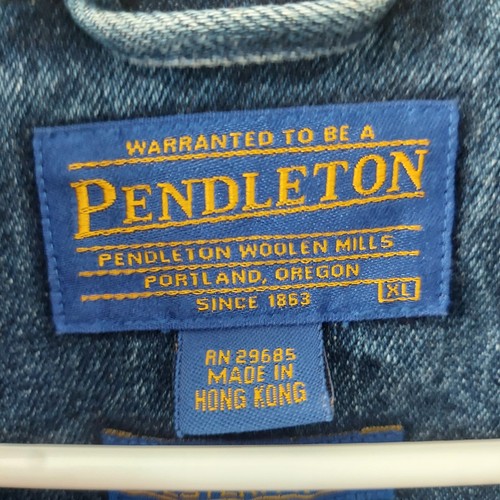 WARRANTED TO BE A
PENDLETON
PENDLETON WOOLEN MILLS
PORTLAND, OREGON
SINCE 1863
XL
RN 29685
MADE IN
HONG KONG